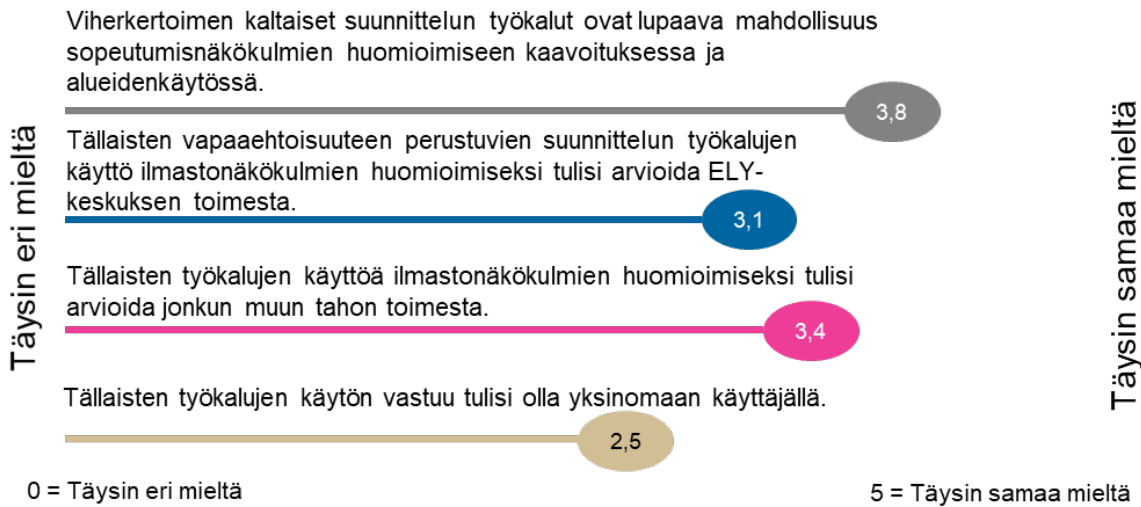 Viherkertoimen kaltaiset suunnittelun työkalut ovat lupaava mahdollisuus
sopeutumisnäkökulmien huomioimiseen kaavoituksessa ja
alueidenkäytössä.
3,8
Täysin eri mieltä
Täysin samaa mieltä
Tällaisten vapaaehtoisuuteen perustuvien suunnittelun työkalujen
käyttö ilmastonäkökulmien huomioimiseksi tulisi arvioida ELY-
keskuksen toimesta.
3,1
Tällaisten työkalujen käyttöä ilmastonäkökulmien huomioimiseksi tulisi
arvioida jonkun muun tahon toimesta.
3,4
Tällaisten työkalujen käytön vastuu tulisi olla yksinomaan käyttäjällä.
2,5
0 = Täysin eri mieltä
5 = Täysin samaa mieltä